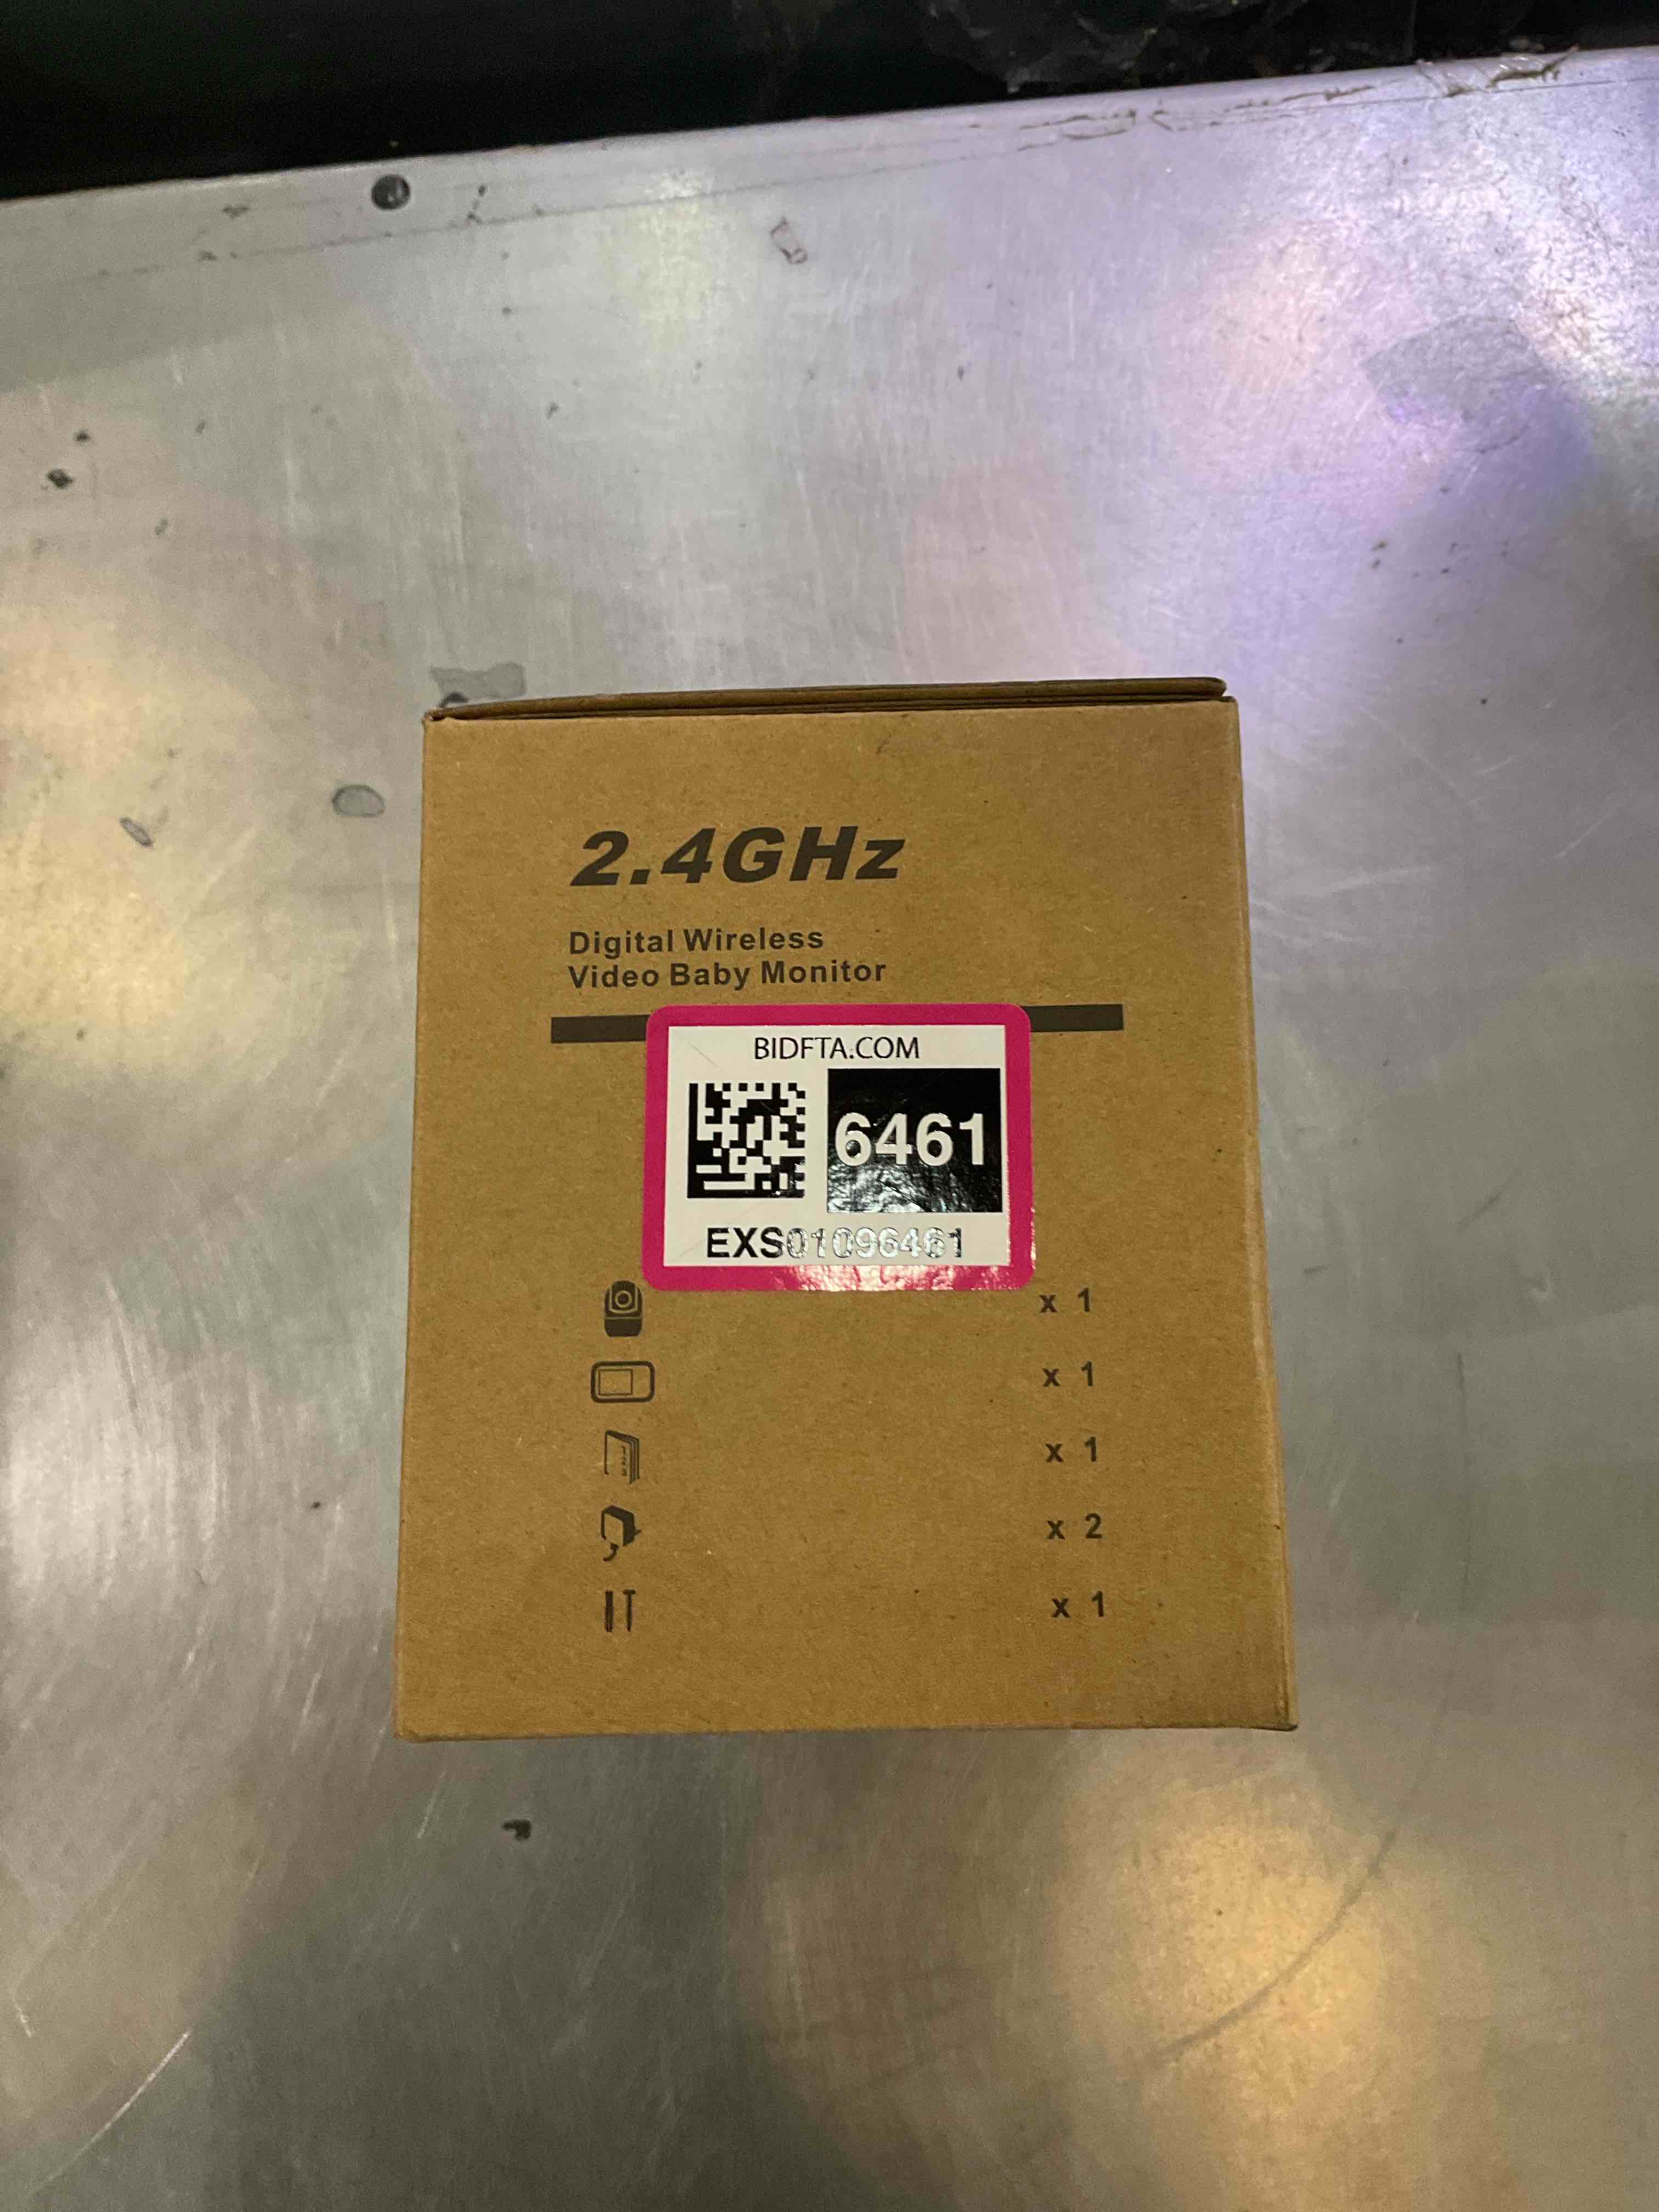 2.4GHz
Digital Wireless
Video Baby Monitor
BIDFTA.COM
6461
EXS01096461
x 1
x 1
x 1
x 2
x 1